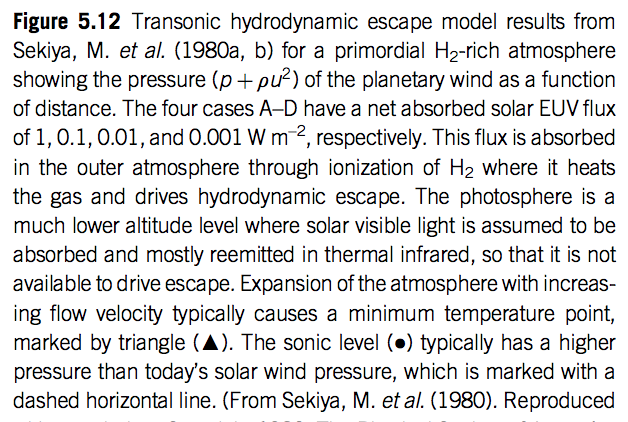 Figure 5.12 Transonic hydrodynamic escape model results from
Sekiya, M. et al. (1980a, b) for a primordial H₂-rich atmosphere
showing the pressure (p + ρu²) of the planetary wind as a function
of distance. The four cases A–D have a net absorbed solar EUV flux
of 1, 0.1, 0.01, and 0.001 W m⁻², respectively. This flux is absorbed
in the outer atmosphere through ionization of H₂ where it heats
the gas and drives hydrodynamic escape. The photosphere is a
much lower altitude level where solar visible light is assumed to be
absorbed and mostly reemitted in thermal infrared, so that it is not
available to drive escape. Expansion of the atmosphere with increas-
ing flow velocity typically causes a minimum temperature point,
marked by triangle (▲). The sonic level (●) typically has a higher
pressure than today's solar wind pressure, which is marked with a
dashed horizontal line. (From Sekiya, M. et al. (1980). Reproduced